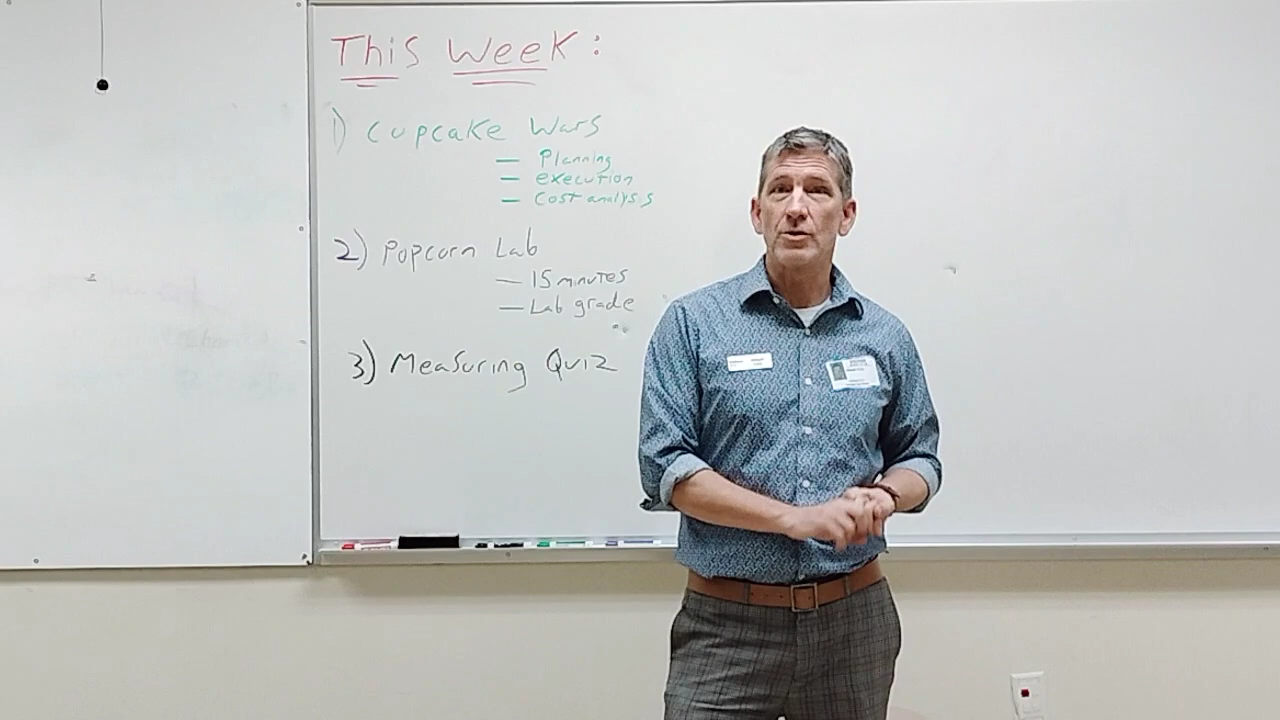 This Week:
1) Cupcake Wars
— Planning
— execution
— Cost analysis
2) Popcorn Lab
— 15 minutes
— Lab grade
3) Measuring Quiz